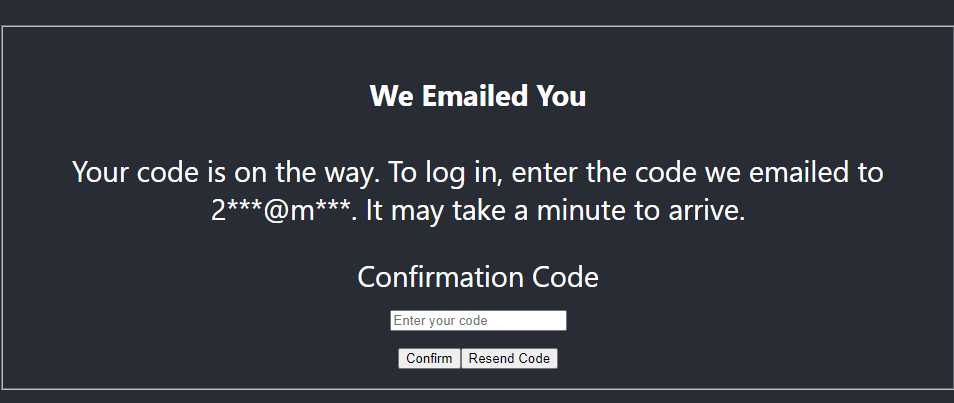 We Emailed You
Your code is on the way. To log in, enter the code we emailed to
2***@m***. It may take a minute to arrive.
Confirmation Code
Enter your code
Confirm Resend Code